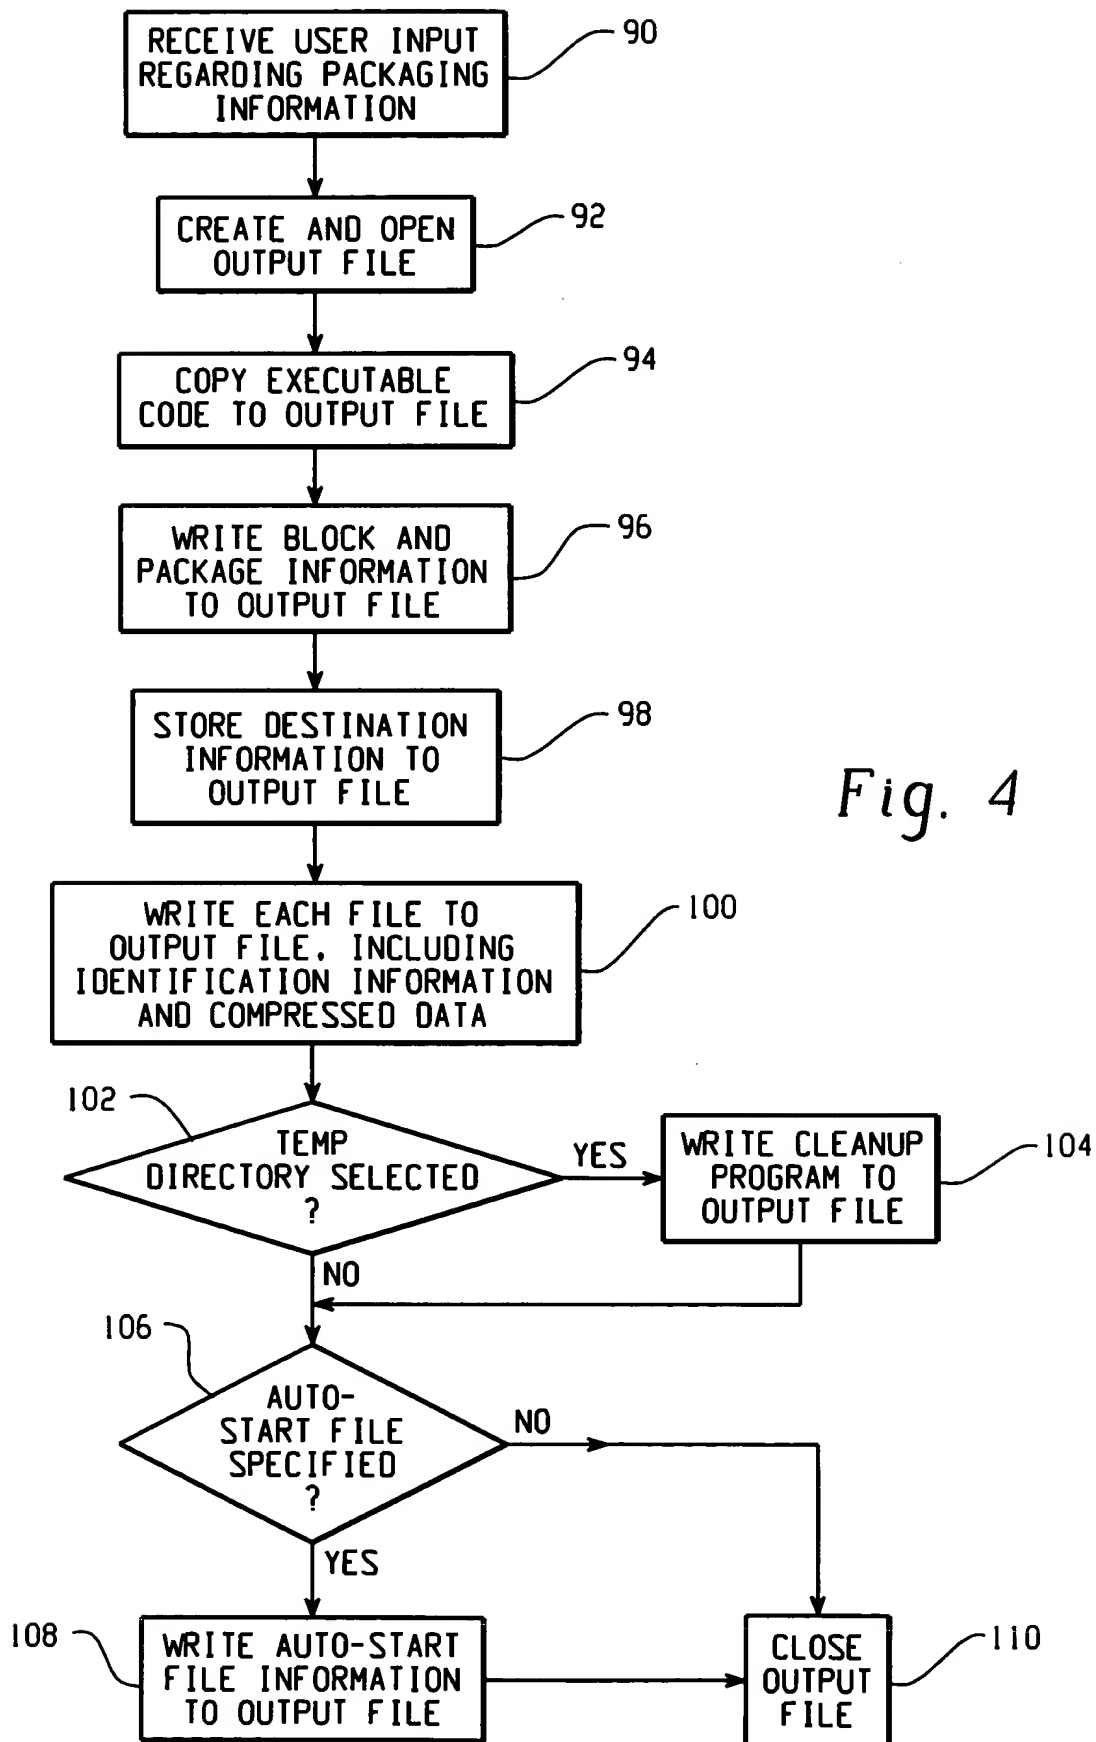 RECEIVE USER INPUT
REGARDING PACKAGING
INFORMATION
90
CREATE AND OPEN
OUTPUT FILE
92
COPY EXECUTABLE
CODE TO OUTPUT FILE
94
WRITE BLOCK AND
PACKAGE INFORMATION
TO OUTPUT FILE
96
STORE DESTINATION
INFORMATION TO
OUTPUT FILE
98
Fig. 4
WRITE EACH FILE TO
OUTPUT FILE, INCLUDING
IDENTIFICATION INFORMATION
AND COMPRESSED DATA
100
102
TEMP
DIRECTORY SELECTED
?
YES
WRITE CLEANUP
PROGRAM TO
OUTPUT FILE
104
NO
106
AUTO-
START FILE
SPECIFIED
?
NO
YES
108
WRITE AUTO-START
FILE INFORMATION
TO OUTPUT FILE
CLOSE
OUTPUT
FILE
110